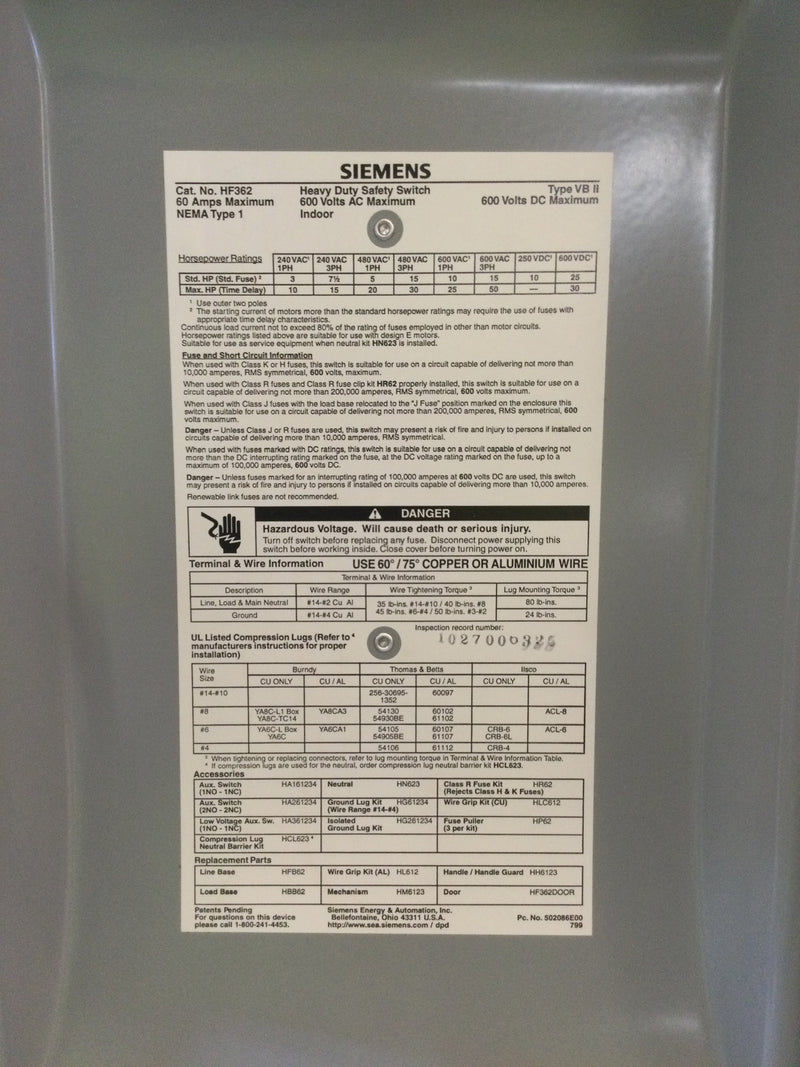 SIEMENS
Cat. No. HF362 Heavy Duty Safety Switch Type VB II
60 Amps Maximum 600 Volts AC Maximum 600 Volts DC Maximum
NEMA Type 1 Indoor
Horsepower Ratings 240 VAC¹ 1PH 240 VAC 3PH 480 VAC¹ 1PH 480 VAC 3PH 600 VAC¹ 1PH 600 VAC 3PH 250 VDC¹ 600 VDC¹
Std. HP (Std. Fuse) ² 3 7½ 5 15 10 15 10 25
Max. HP (Time Delay) 10 15 20 30 25 50 — 30
¹ Use outer two poles
² The starting current of motors more than the standard horsepower ratings may require the use of fuses with
appropriate time delay characteristics.
Continuous load current not to exceed 80% of the rating of fuses employed in other than motor circuits.
Horsepower ratings listed above are suitable for use with design E motors.
Suitable for use as service equipment when neutral kit HN623 is installed.
Fuse and Short Circuit Information
When used with Class K or H fuses, this switch is suitable for use on a circuit capable of delivering not more than
10,000 amperes, RMS symmetrical, 600 volts, maximum.
When used with Class R fuses and Class R fuse clip kit HR62 properly installed, this switch is suitable for use on a
circuit capable of delivering not more than 200,000 amperes, RMS symmetrical, 600 volts maximum.
When used with Class J fuses with the load base relocated to the "J Fuse" position marked on the enclosure this
switch is suitable for use on a circuit capable of delivering not more than 200,000 amperes, RMS symmetrical, 600
volts maximum.
Danger – Unless Class J or R fuses are used, this switch may present a risk of fire and injury to persons if installed on
circuits capable of delivering more than 10,000 amperes, RMS symmetrical.
When used with fuses marked with DC ratings, this switch is suitable for use on a circuit capable of delivering not
more than the DC interrupting rating marked on the fuse, at the DC voltage rating marked on the fuse, up to a
maximum of 100,000 amperes, 600 volts DC.
Danger – Unless fuses marked for an interrupting rating of 100,000 amperes at 600 volts DC are used, this switch
may present a risk of fire and injury to persons if installed on circuits capable of delivering more than 10,000 amperes.
Renewable link fuses are not recommended.
DANGER
Hazardous Voltage. Will cause death or serious injury.
Turn off switch before replacing any fuse. Disconnect power supplying this
switch before working inside. Close cover before turning power on.
Terminal & Wire Information USE 60° / 75° COPPER OR ALUMINIUM WIRE
Terminal & Wire Information
Description Wire Range Wire Tightening Torque ³ Lug Mounting Torque ³
Line, Load & Main Neutral #14-#2 Cu Al 35 lb-ins. #14-#10 / 40 lb-ins. #8 80 lb-ins.
Ground #14-#4 Cu Al 45 lb-ins. #6-#4 / 50 lb-ins. #3-#2 24 lb-ins.
Inspection record number:
1027000325
UL Listed Compression Lugs (Refer to ⁴
manufacturers instructions for proper
installation)
Wire Size Burndy Thomas & Betts Ilsco
CU ONLY CU / AL CU ONLY CU / AL CU ONLY CU / AL
#14-#10 256-30695-1352 60097
#8 YA8C-L1 Box YA8CA3 54130 60102 ACL-8
YA8C-TC14 54930BE 61102
#6 YA6C-L Box YA6CA1 54105 60107 CRB-6 ACL-6
YA6C 54905BE 61107 CRB-6L
#4 54106 61112 CRB-4
³ When tightening or replacing connectors, refer to lug mounting torque in Terminal & Wire Information Table.
⁴ If compression lugs are used for the neutral, order compression lug neutral barrier kit HCL623.
Accessories
Aux. Switch HA161234 Neutral HN623 Class R Fuse Kit HR62
(1NO - 1NC) (Rejects Class H & K Fuses)
Aux. Switch HA261234 Ground Lug Kit HG61234 Wire Grip Kit (CU) HLC612
(2NO - 2NC) (Wire Range #14-#4)
Low Voltage Aux. Sw. HA361234 Isolated HG261234 Fuse Puller HP62
(1NO - 1NC) Ground Lug Kit (3 per kit)
Compression Lug HCL623 ⁴
Neutral Barrier Kit
Replacement Parts
Line Base HFB62 Wire Grip Kit (AL) HL612 Handle / Handle Guard HH6123
Load Base HBB62 Mechanism HM6123 Door HF362DOOR
Patents Pending Siemens Energy & Automation, Inc.
For questions on this device Bellefontaine, Ohio 43311 U.S.A. Pc. No. 502086E00
please call 1-800-241-4453. http://www.sea.siemens.com / dpd 799